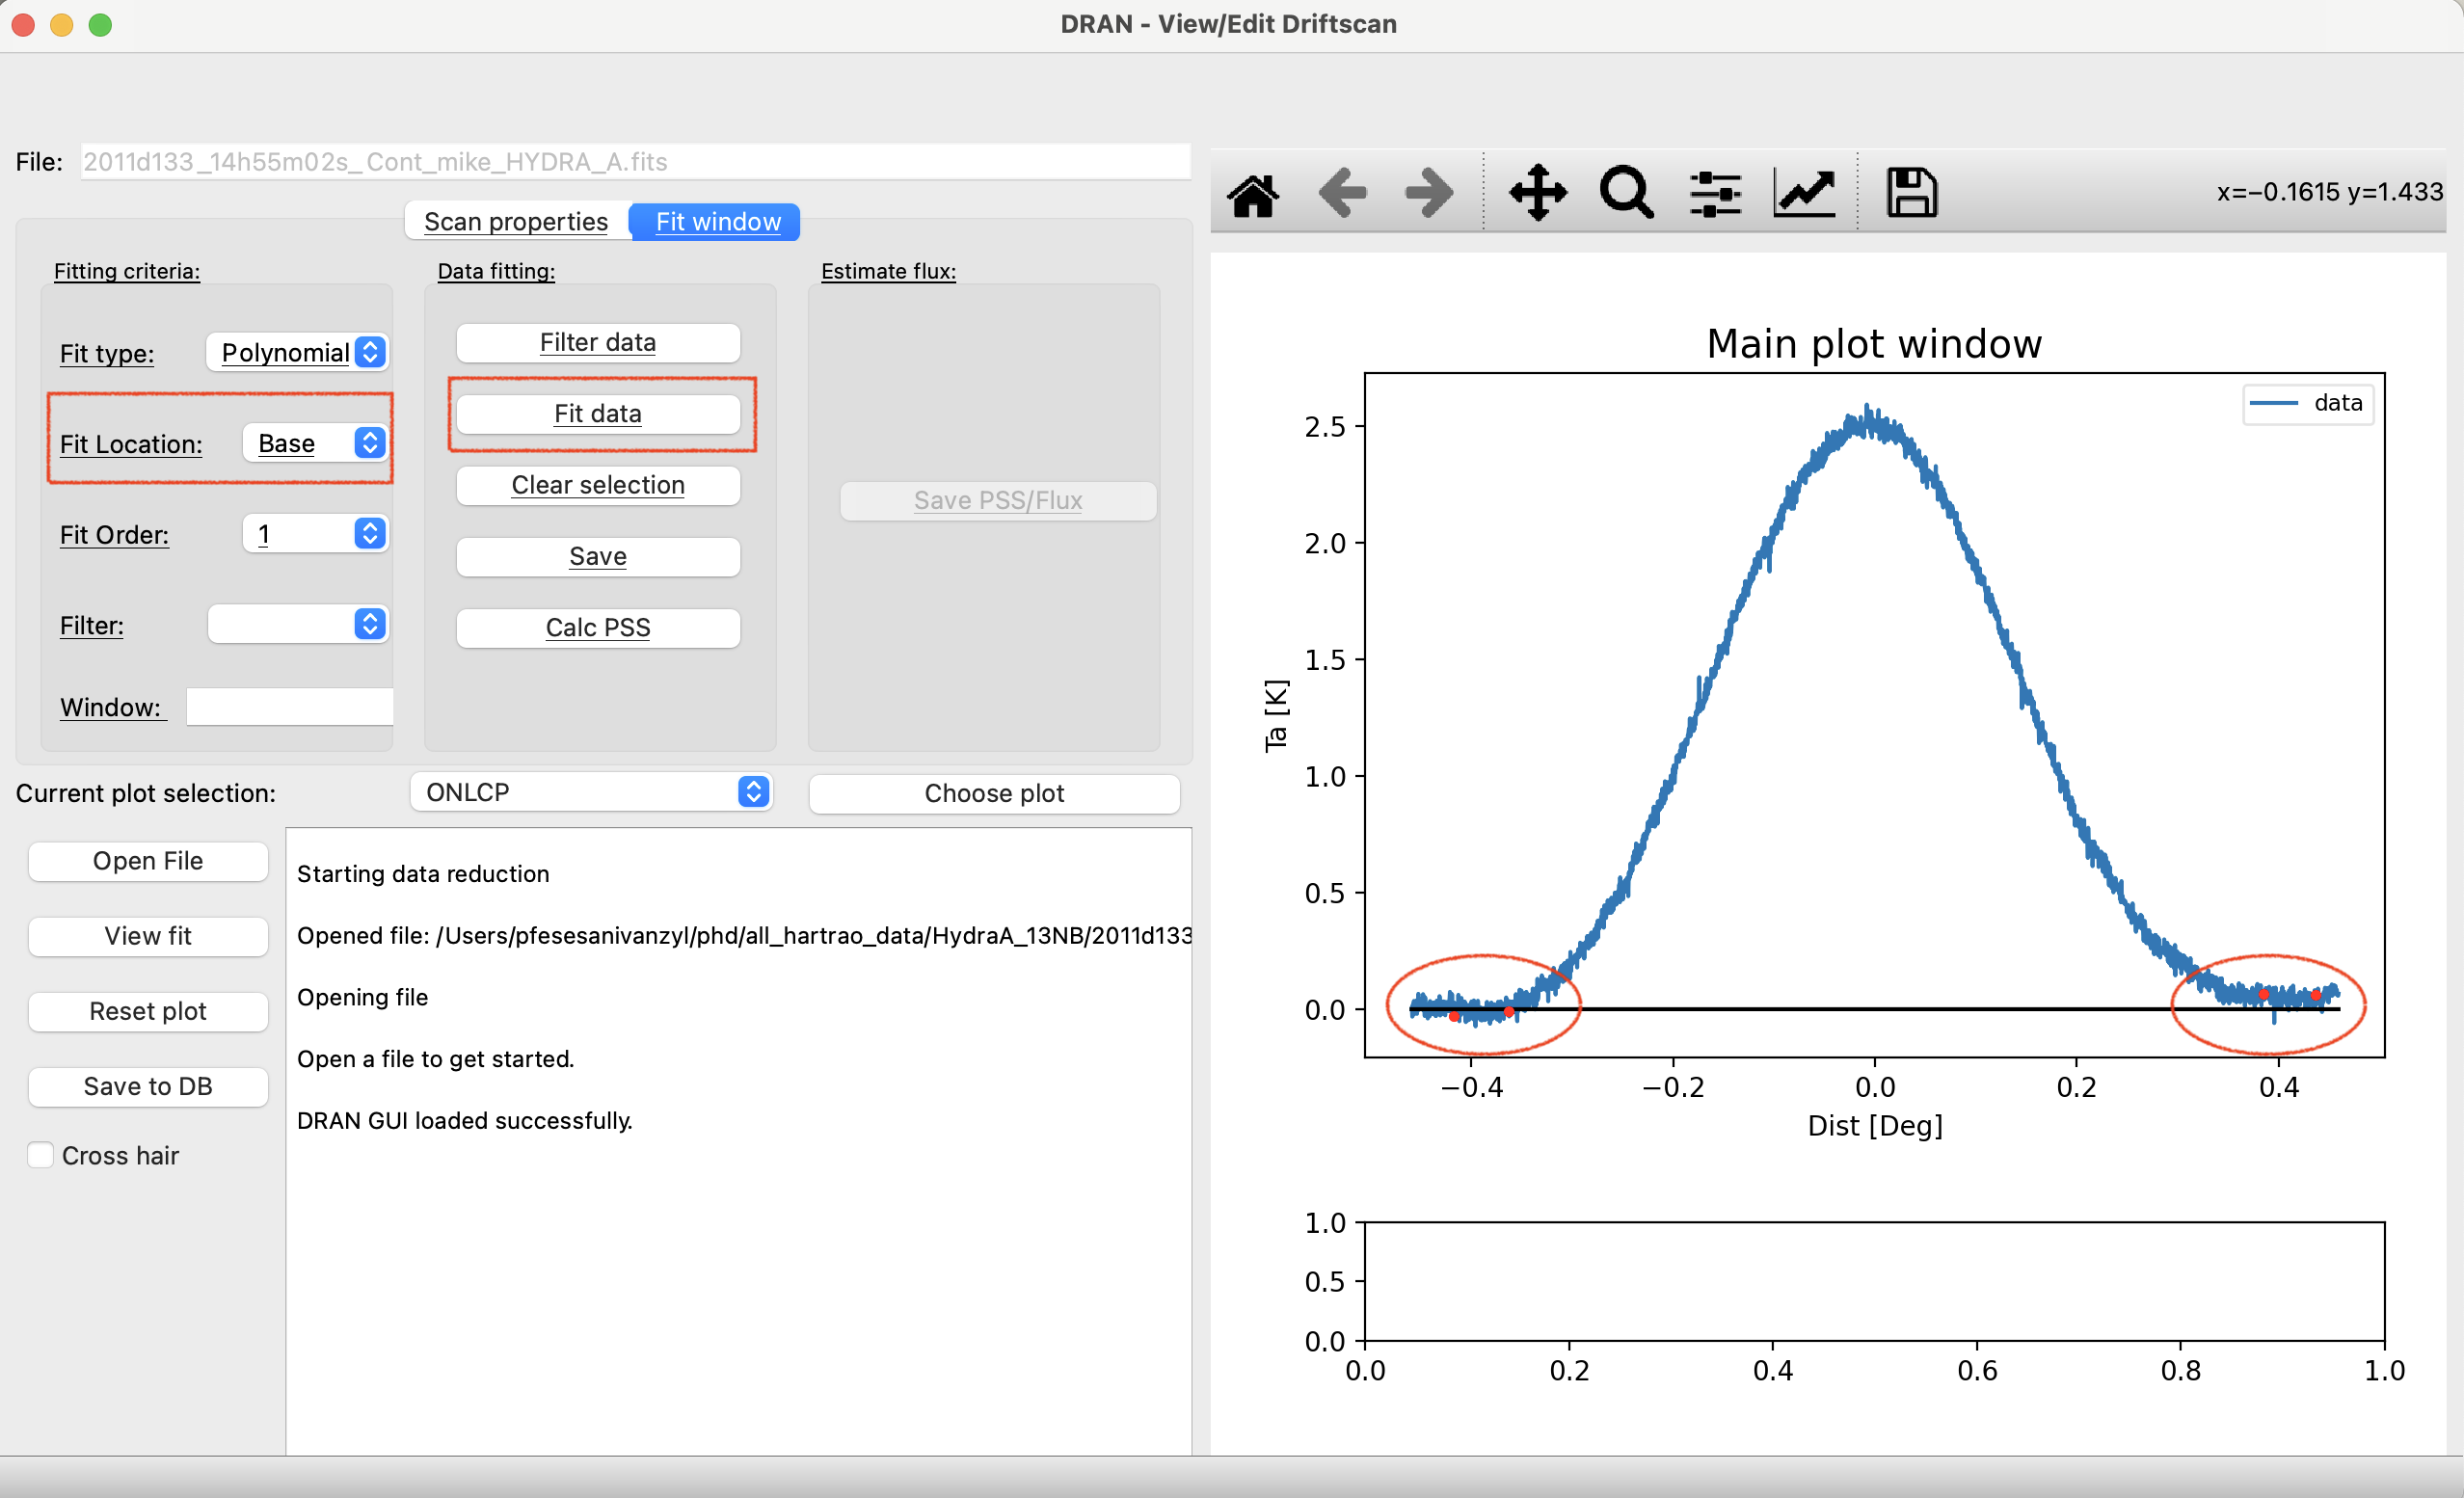 DRAN - View/Edit Driftscan
File: 2011d133_14h55m02s_Cont_mike_HYDRA_A.fits
x=−0.1615 y=1.433
Scan properties Fit window
Fitting criteria: Data fitting: Estimate flux:
Fit type: Polynomial
Fit Location: Base
Fit Order: 1
Filter:
Window:
Filter data
Fit data
Clear selection
Save
Calc PSS
Save PSS/Flux
Current plot selection: ONLCP Choose plot
Open File
View fit
Reset plot
Save to DB
Cross hair
Starting data reduction
Opened file: /Users/pfesesanivanzyl/phd/all_hartrao_data/HydraA_13NB/2011d133
Opening file
Open a file to get started.
DRAN GUI loaded successfully.
Main plot window
data
2.5
2.0
1.5
1.0
0.5
0.0
Ta [K]
−0.4 −0.2 0.0 0.2 0.4
Dist [Deg]
1.0
0.5
0.0
0.0 0.2 0.4 0.6 0.8 1.0